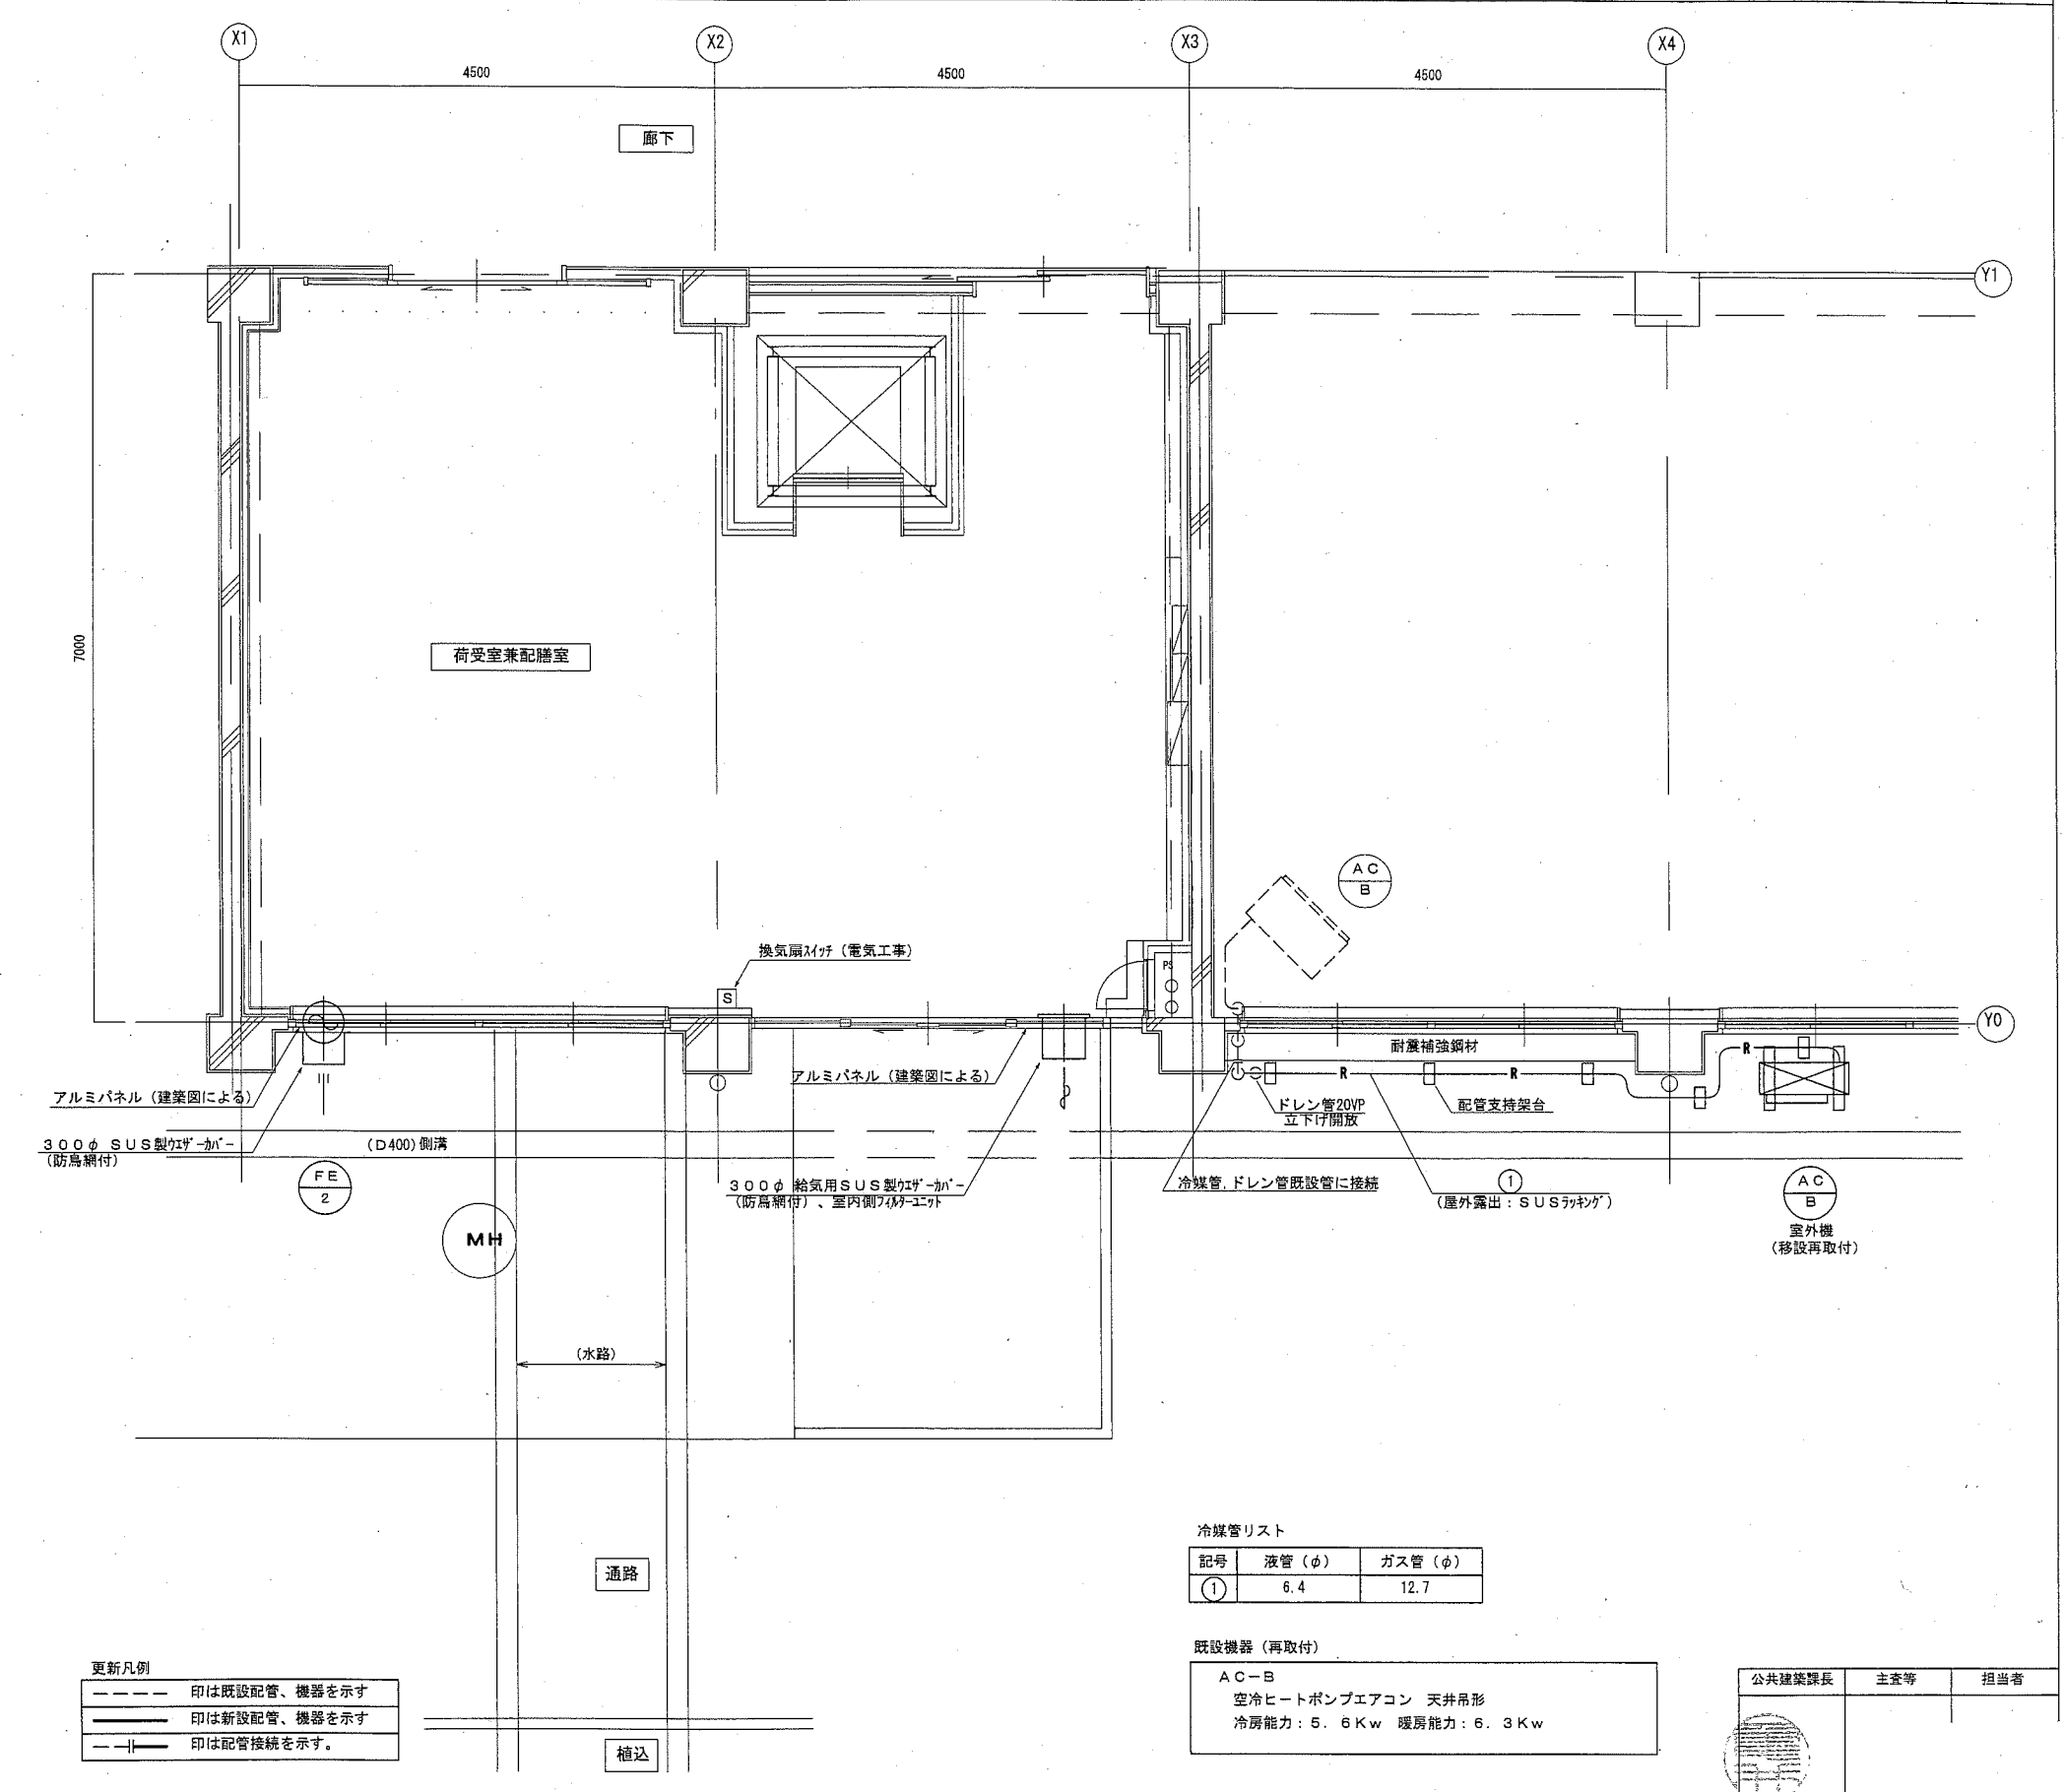 X1
X2
X3
X4
4500
4500
4500
廊下
Y1
7000
荷受室兼配膳室
AC
B
換気扇スイッチ（電気工事）
S
PS
Y0
耐震補強鋼材
R
R
R
アルミパネル（建築図による）
アルミパネル（建築図による）
ドレン管20VP
立下げ開放
配管支持架台
300φ SUS製ウエザーカバー
（防鳥網付）
(D400)側溝
FE
2
300φ 給気用SUS製ウエザーカバー
（防鳥網付）、室内側フィルターユニット
冷媒管，ドレン管既設管に接続
①
（屋外露出：SUSラッキング）
AC
B
室外機
（移設再取付）
MH
（水路）
通路
植込
冷媒管リスト
記号 液管（φ） ガス管（φ）
① 6.4 12.7
既設機器（再取付）
AC－B
空冷ヒートポンプエアコン 天井吊形
冷房能力：5．6Kw 暖房能力：6．3Kw
更新凡例
印は既設配管、機器を示す
印は新設配管、機器を示す
印は配管接続を示す。
公共建築課長 主査等 担当者